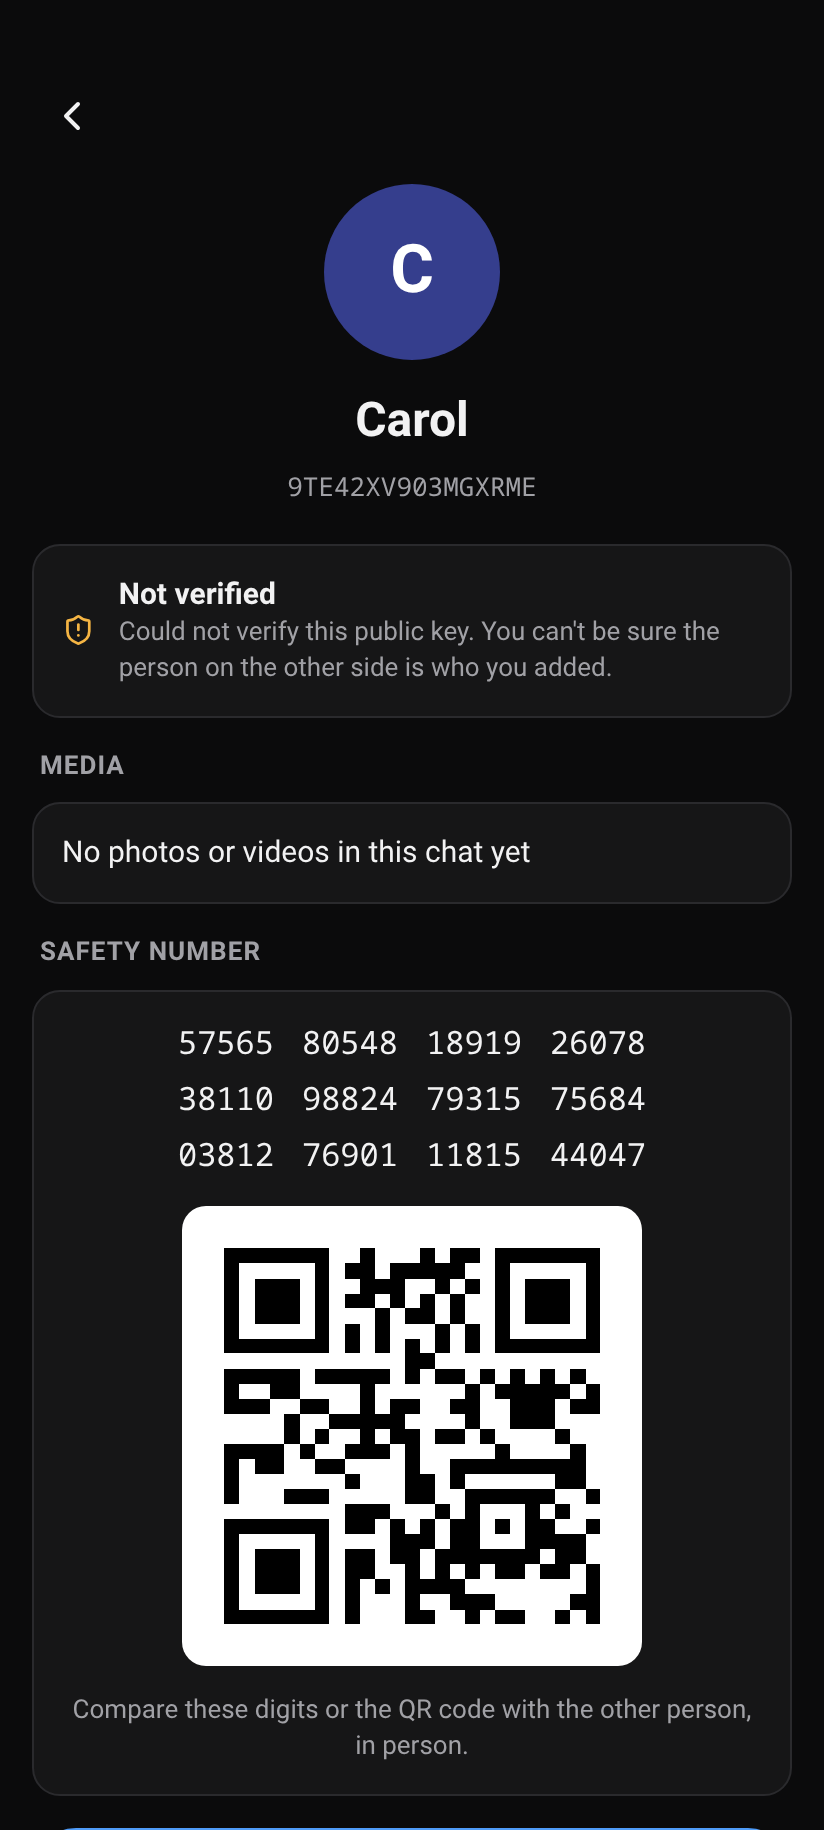 C
Carol
9TE42XV903MGXRME
Not verified
Could not verify this public key. You can't be sure the
person on the other side is who you added.
MEDIA
No photos or videos in this chat yet
SAFETY NUMBER
57565 80548 18919 26078
38110 98824 79315 75684
03812 76901 11815 44047
Compare these digits or the QR code with the other person,
in person.